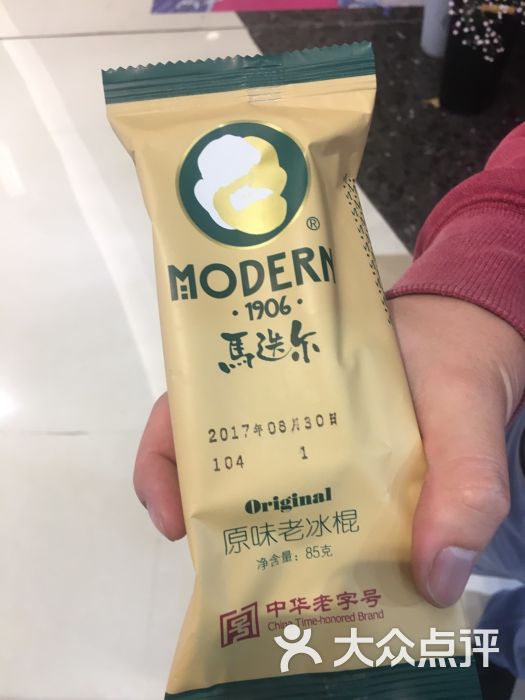 ®
MODERN
·1906·
馬迭尔
2017年08月30日
104 1
Original
原味老冰棍
净含量：85克
中华老字号
China Time-honored Brand
大众点评